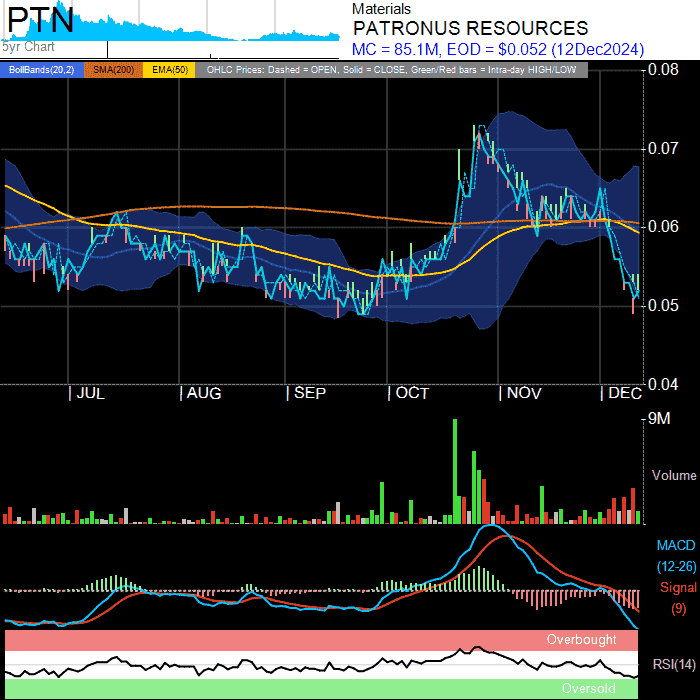 PTN
5yr Chart
Materials
PATRONUS RESOURCES
MC = 85.1M, EOD = $0.052 (12Dec2024)
BollBands(20,2) SMA(200) EMA(50) OHLC Prices: Dashed = OPEN, Solid = CLOSE, Green/Red bars = Intra-day HIGH/LOW
0.08
0.07
0.06
0.05
0.04
| JUL | AUG | SEP | OCT | NOV | DEC
9M
Volume
MACD
(12-26)
Signal
(9)
Overbought
RSI(14)
Oversold